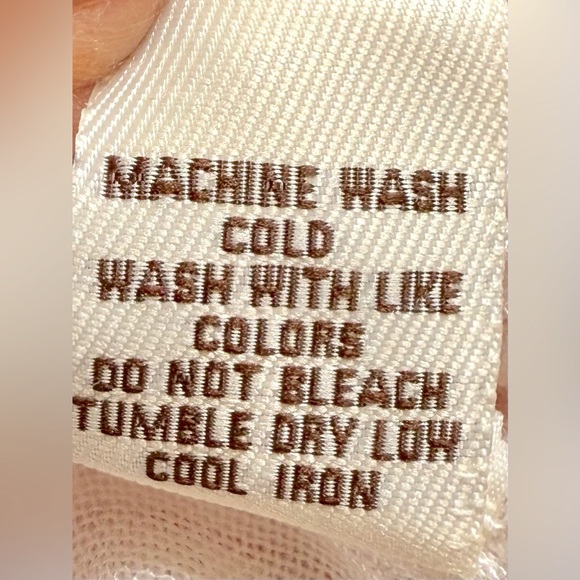 MACHINE WASH
COLD
WASH WITH LIKE
COLORS
DO NOT BLEACH
TUMBLE DRY LOW
COOL IRON